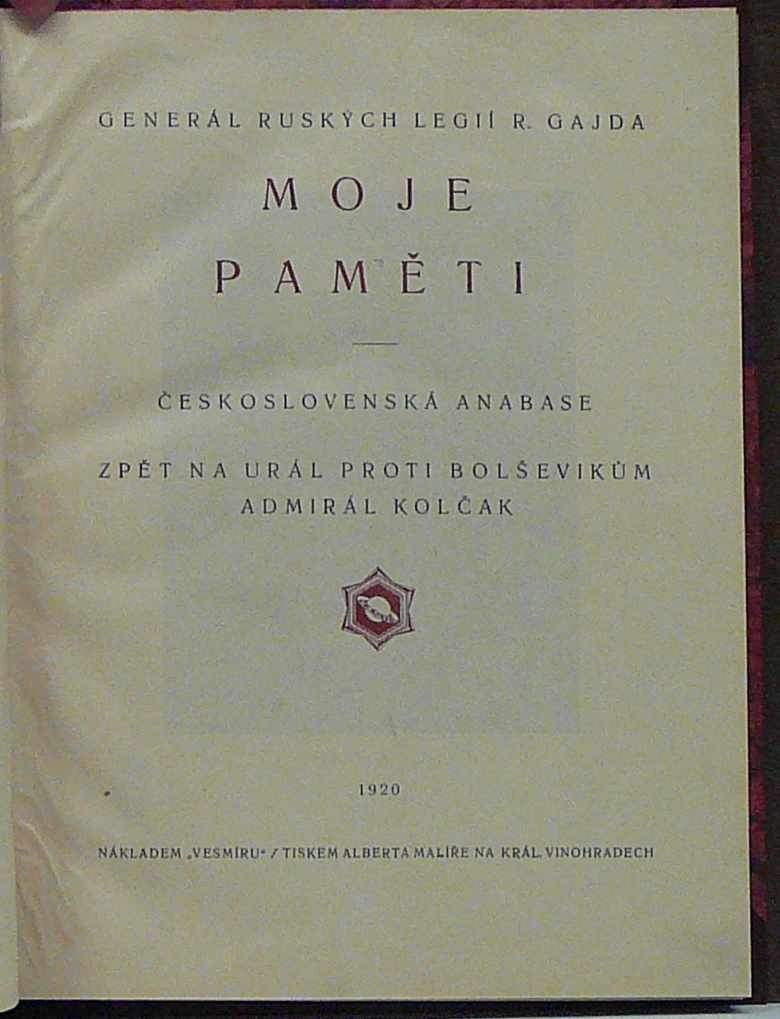 GENERÁL RUSKÝCH LEGIÍ R. GAJDA
MOJE
PAMĚTI
ČESKOSLOVENSKÁ ANABASE
ZPĚT NA URÁL PROTI BOLŠEVIKŮM
ADMIRÁL KOLČAK
1920
NÁKLADEM „VESMÍRU“ / TISKEM ALBERTA MALÍŘE NA KRÁL. VINOHRADECH